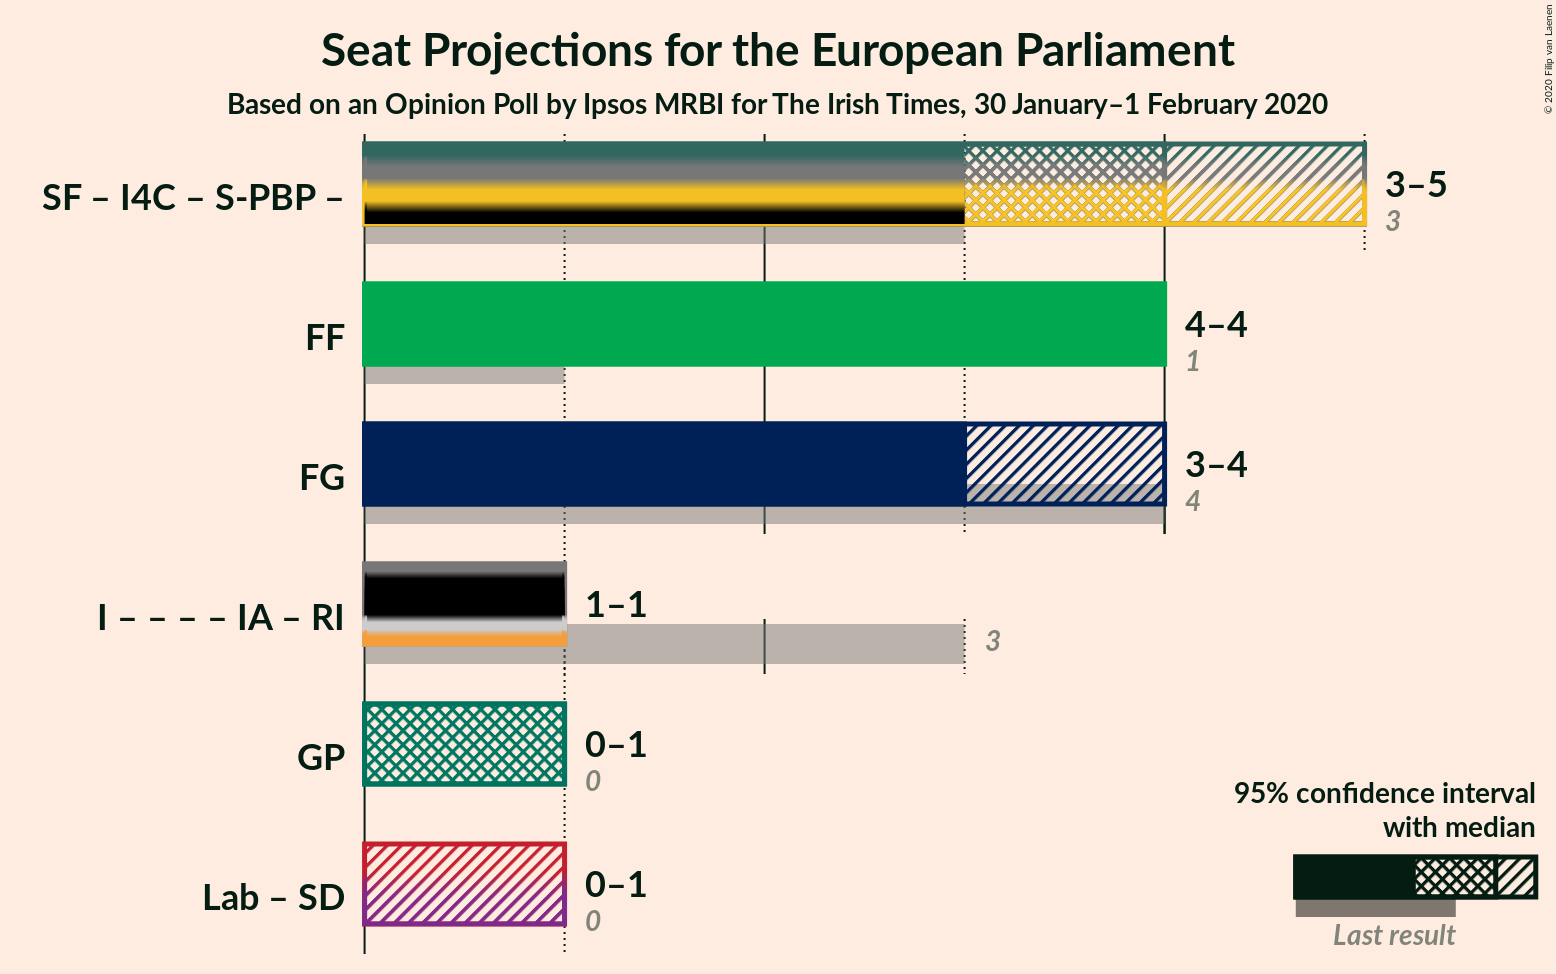 Seat Projections for the European Parliament
Based on an Opinion Poll by Ipsos MRBI for The Irish Times, 30 January–1 February 2020
© 2020 Filip van Laenen
SF – I4C – S-PBP –
3–5
3
FF
4–4
1
FG
3–4
4
I – – – – IA – RI
1–1
3
GP
0–1
0
Lab – SD
0–1
0
95% confidence interval
with median
Last result